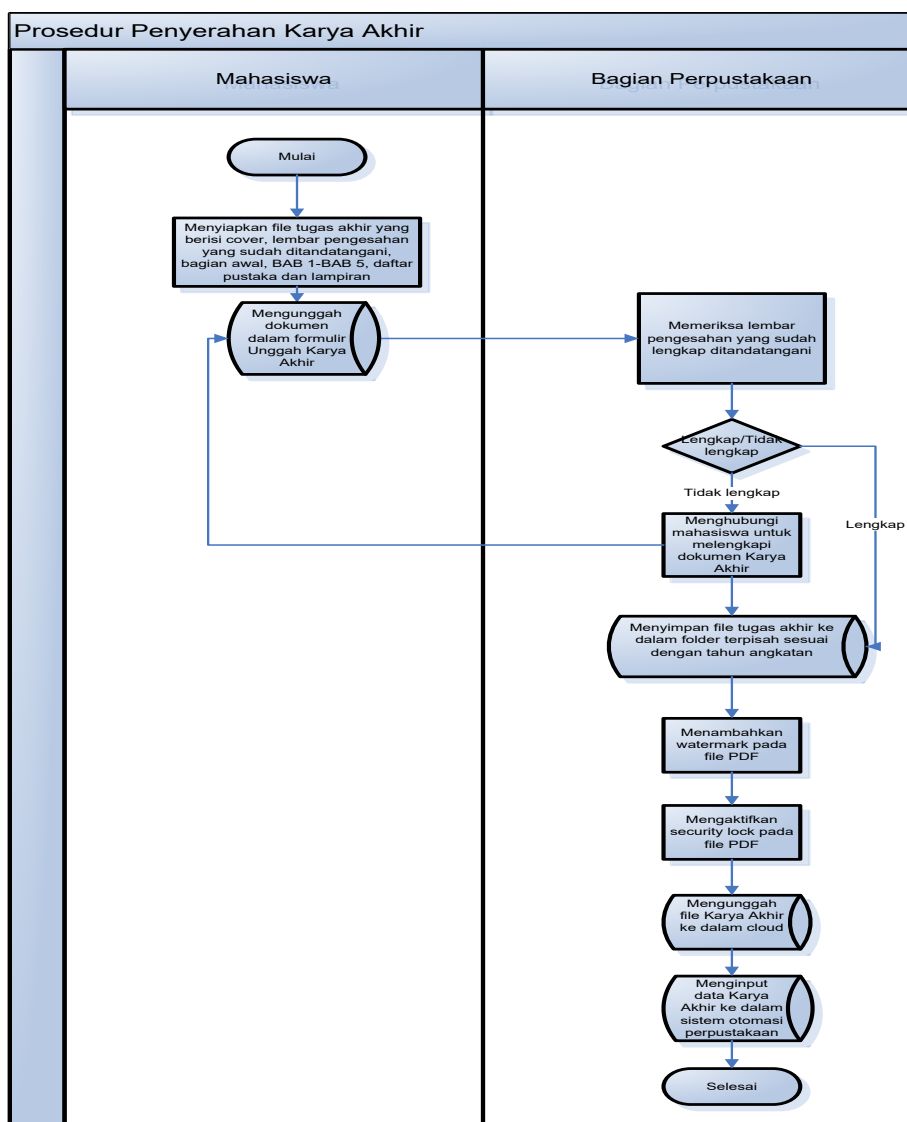 Prosedur Penyerahan Karya Akhir
Mahasiswa
Bagian Perpustakaan
Mulai
Menyiapkan file tugas akhir yang
berisi cover, lembar pengesahan
yang sudah ditandatangani,
bagian awal, BAB 1-BAB 5, daftar
pustaka dan lampiran
Mengunggah
dokumen
dalam formulir
Unggah Karya
Akhir
Memeriksa lembar
pengesahan yang sudah
lengkap ditandatangani
Lengkap/Tidak
lengkap
Tidak lengkap
Lengkap
Menghubungi
mahasiswa untuk
melengkapi
dokumen Karya
Akhir
Menyimpan file tugas akhir ke
dalam folder terpisah sesuai
dengan tahun angkatan
Menambahkan
watermark pada
file PDF
Mengaktifkan
security lock pada
file PDF
Mengunggah
file Karya Akhir
ke dalam cloud
Menginput
data Karya
Akhir ke dalam
sistem otomasi
perpustakaan
Selesai